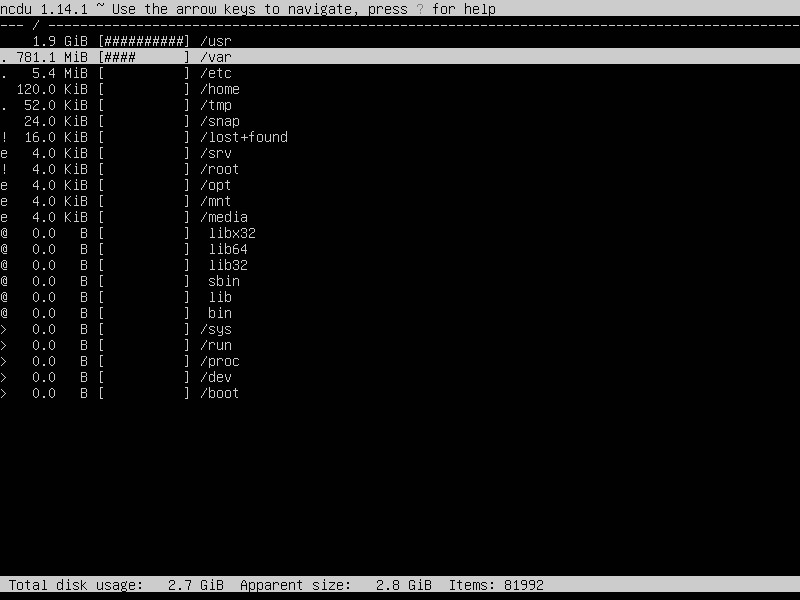 ncdu 1.14.1 ~ Use the arrow keys to navigate, press ? for help
--- / ----------------------------------------------------------------------------------------------
    1.9 GiB [##########] /usr
. 781.1 MiB [####      ] /var
.   5.4 MiB [          ] /etc
  120.0 KiB [          ] /home
.  52.0 KiB [          ] /tmp
   24.0 KiB [          ] /snap
!  16.0 KiB [          ] /lost+found
e   4.0 KiB [          ] /srv
!   4.0 KiB [          ] /root
e   4.0 KiB [          ] /opt
e   4.0 KiB [          ] /mnt
e   4.0 KiB [          ] /media
@   0.0   B [          ]  libx32
@   0.0   B [          ]  lib64
@   0.0   B [          ]  lib32
@   0.0   B [          ]  sbin
@   0.0   B [          ]  lib
@   0.0   B [          ]  bin
>   0.0   B [          ] /sys
>   0.0   B [          ] /run
>   0.0   B [          ] /proc
>   0.0   B [          ] /dev
>   0.0   B [          ] /boot
Total disk usage:   2.7 GiB  Apparent size:   2.8 GiB  Items: 81992